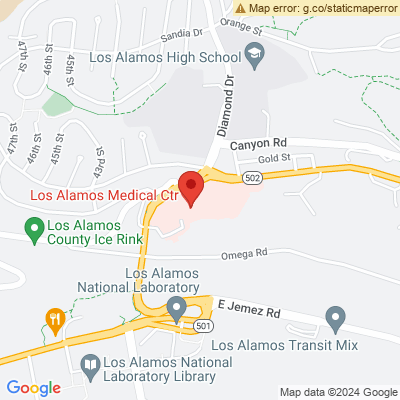 Map error: g.co/staticmaperror
Orange St
Sandia Dr
47th St
46th St
45th St
Los Alamos High School
Diamond Dr
Canyon Rd
Gold St
47th St
46th St
45th St
43rd St
502
Los Alamos Medical Ctr
Los Alamos
County Ice Rink
Omega Rd
Los Alamos
National Laboratory
E Jemez Rd
501
Los Alamos Transit Mix
Los Alamos National
Laboratory Library
Google
Map data ©2024 Google